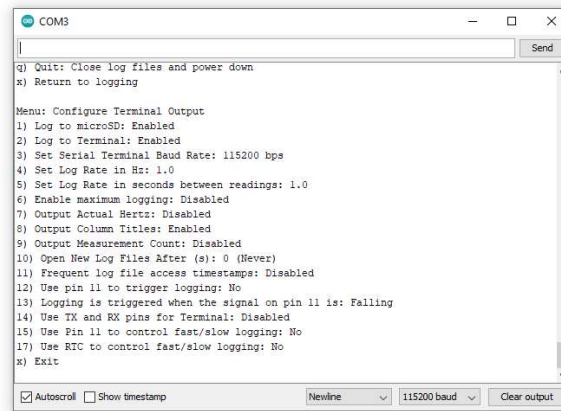 COM3
Send
q) Quit: Close log files and power down
x) Return to logging
Menu: Configure Terminal Output
1) Log to microSD: Enabled
2) Log to Terminal: Enabled
3) Set Serial Terminal Baud Rate: 115200 bps
4) Set Log Rate in Hz: 1.0
5) Set Log Rate in seconds between readings: 1.0
6) Enable maximum logging: Disabled
7) Output Actual Hertz: Disabled
8) Output Column Titles: Enabled
9) Output Measurement Count: Disabled
10) Open New Log Files After (s): 0 (Never)
11) Frequent log file access timestamps: Disabled
12) Use pin 11 to trigger logging: No
13) Logging is triggered when the signal on pin 11 is: Falling
14) Use TX and RX pins for Terminal: Disabled
15) Use Pin 11 to control fast/slow logging: No
17) Use RTC to control fast/slow logging: No
x) Exit
Autoscroll Show timestamp Newline 115200 baud Clear output